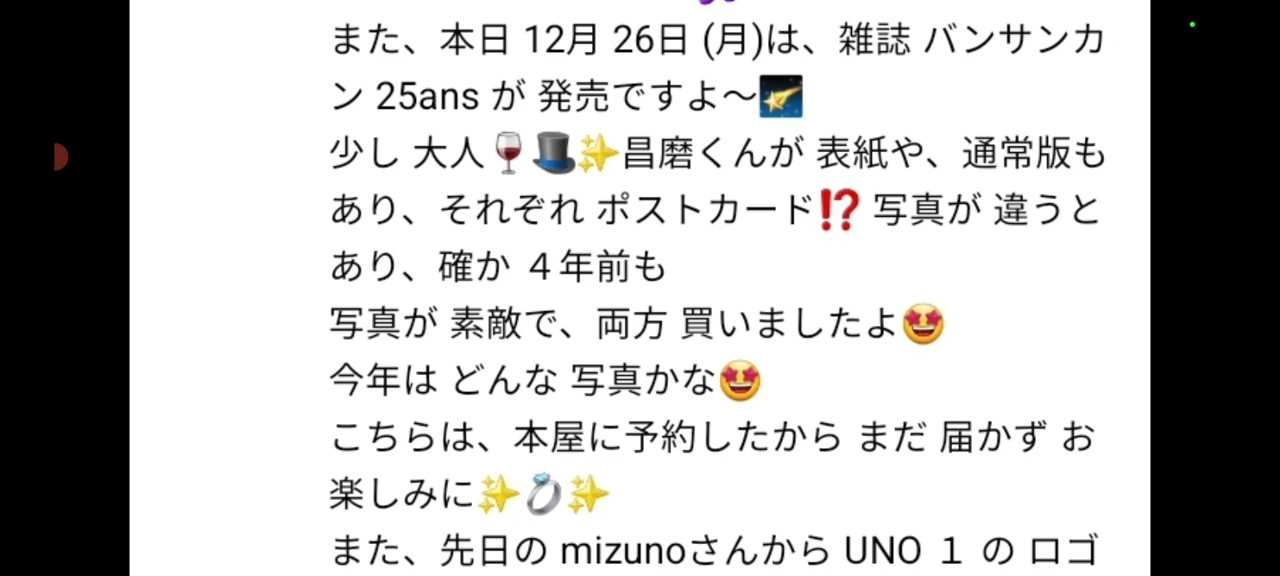 また、本日 12月 26日 (月)は、雑誌 バンサンカ
ン 25ans が 発売ですよ〜🌠
少し 大人🍷🎩✨昌磨くんが 表紙や、通常版も
あり、それぞれ ポストカード⁉️ 写真が 違うと
あり、確か ４年前も
写真が 素敵で、両方 買いましたよ🤩
今年は どんな 写真かな🤩
こちらは、本屋に予約したから まだ 届かず お
楽しみに✨💍✨
また、先日の mizunoさんから UNO １ の ロゴ